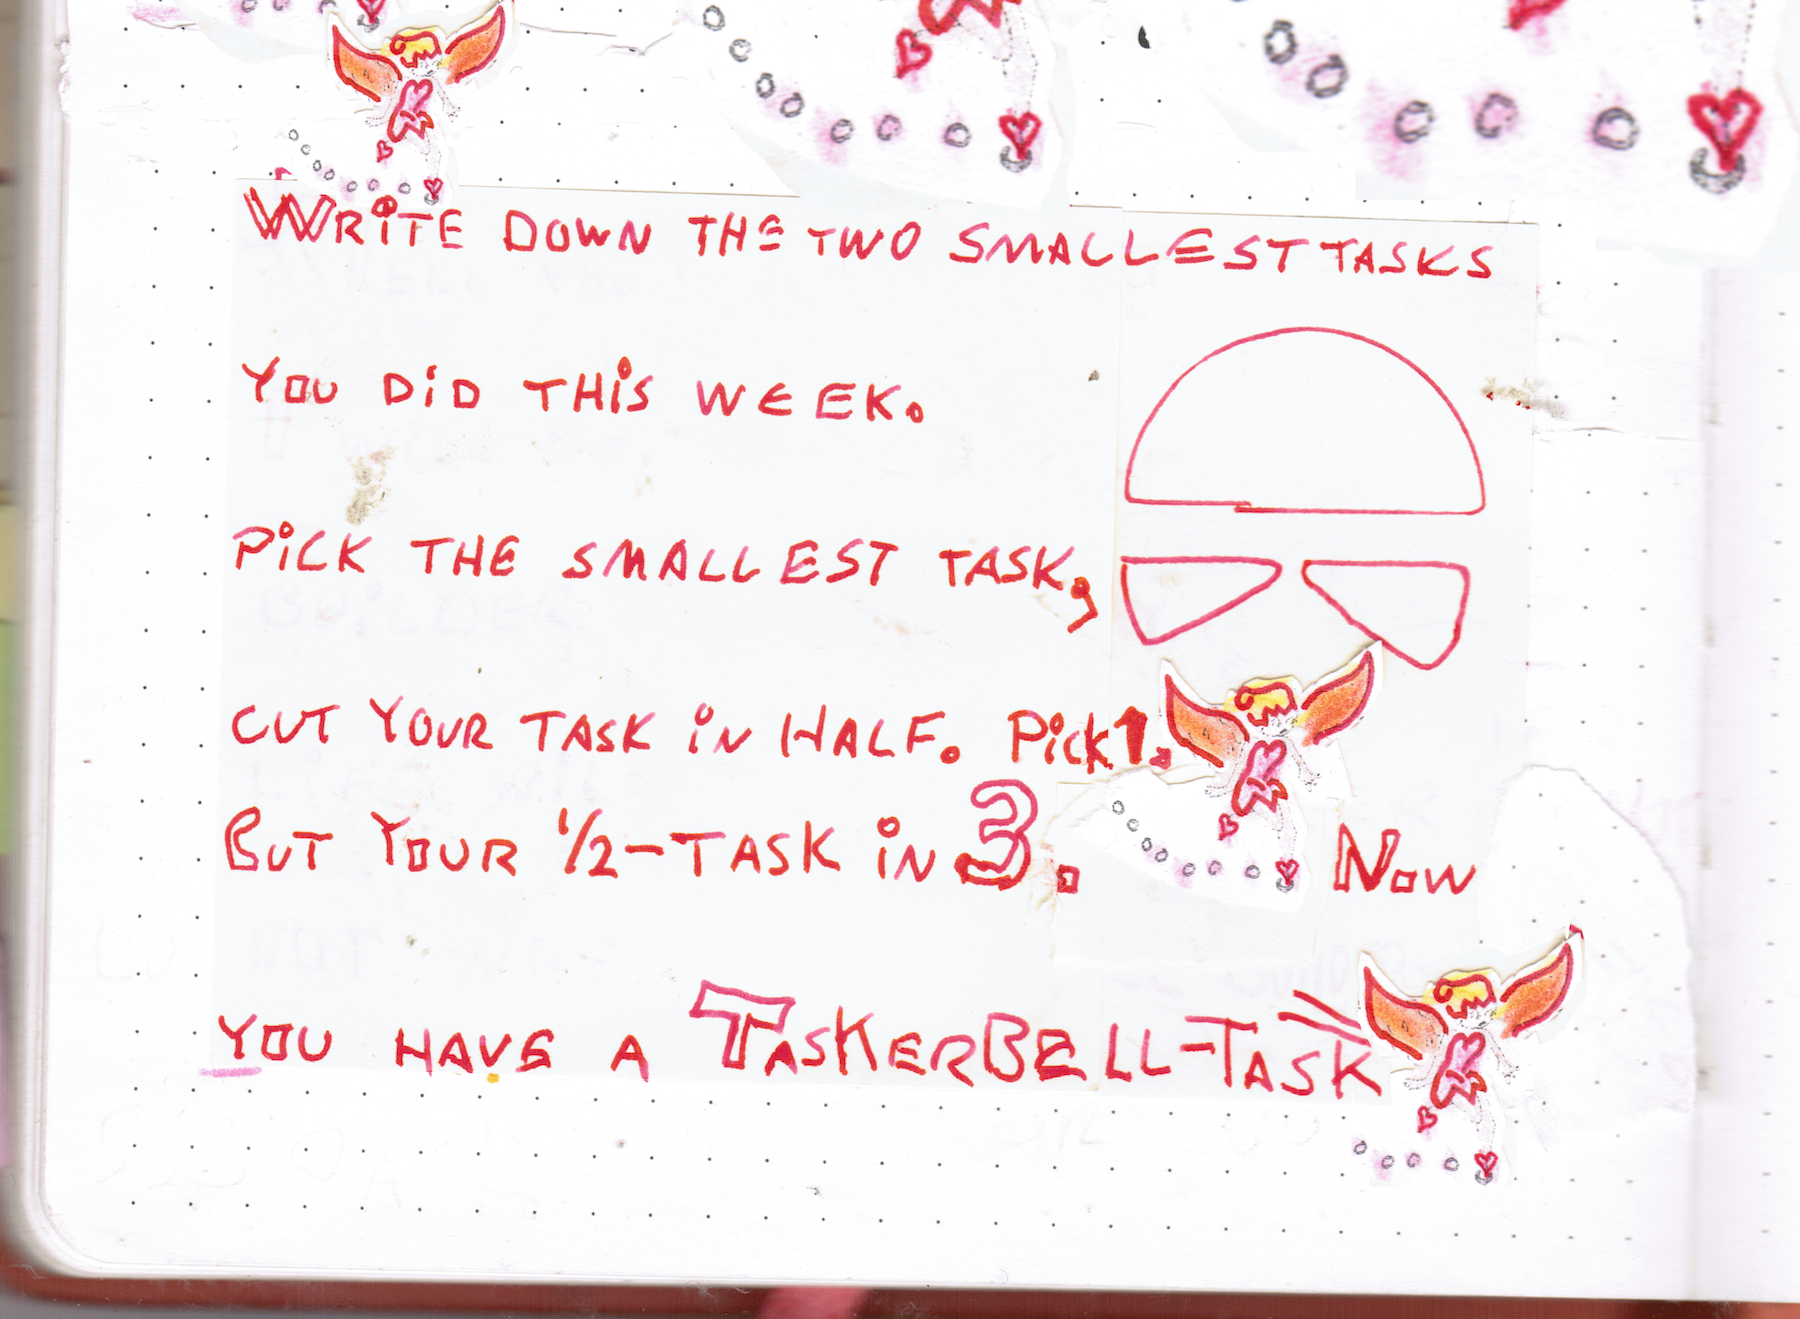 WRiTE DOWN THE TWO SMALLEST TASKS
YOU DiD THiS WEEK.
PiCK THE SMALLEST TASK,
CUT YOUR TASK iN HALF. PiCK 1.
BUT YOUR 1/2-TASK iN 3. NOW
YOU HAVE A TASKERBELL-TASK